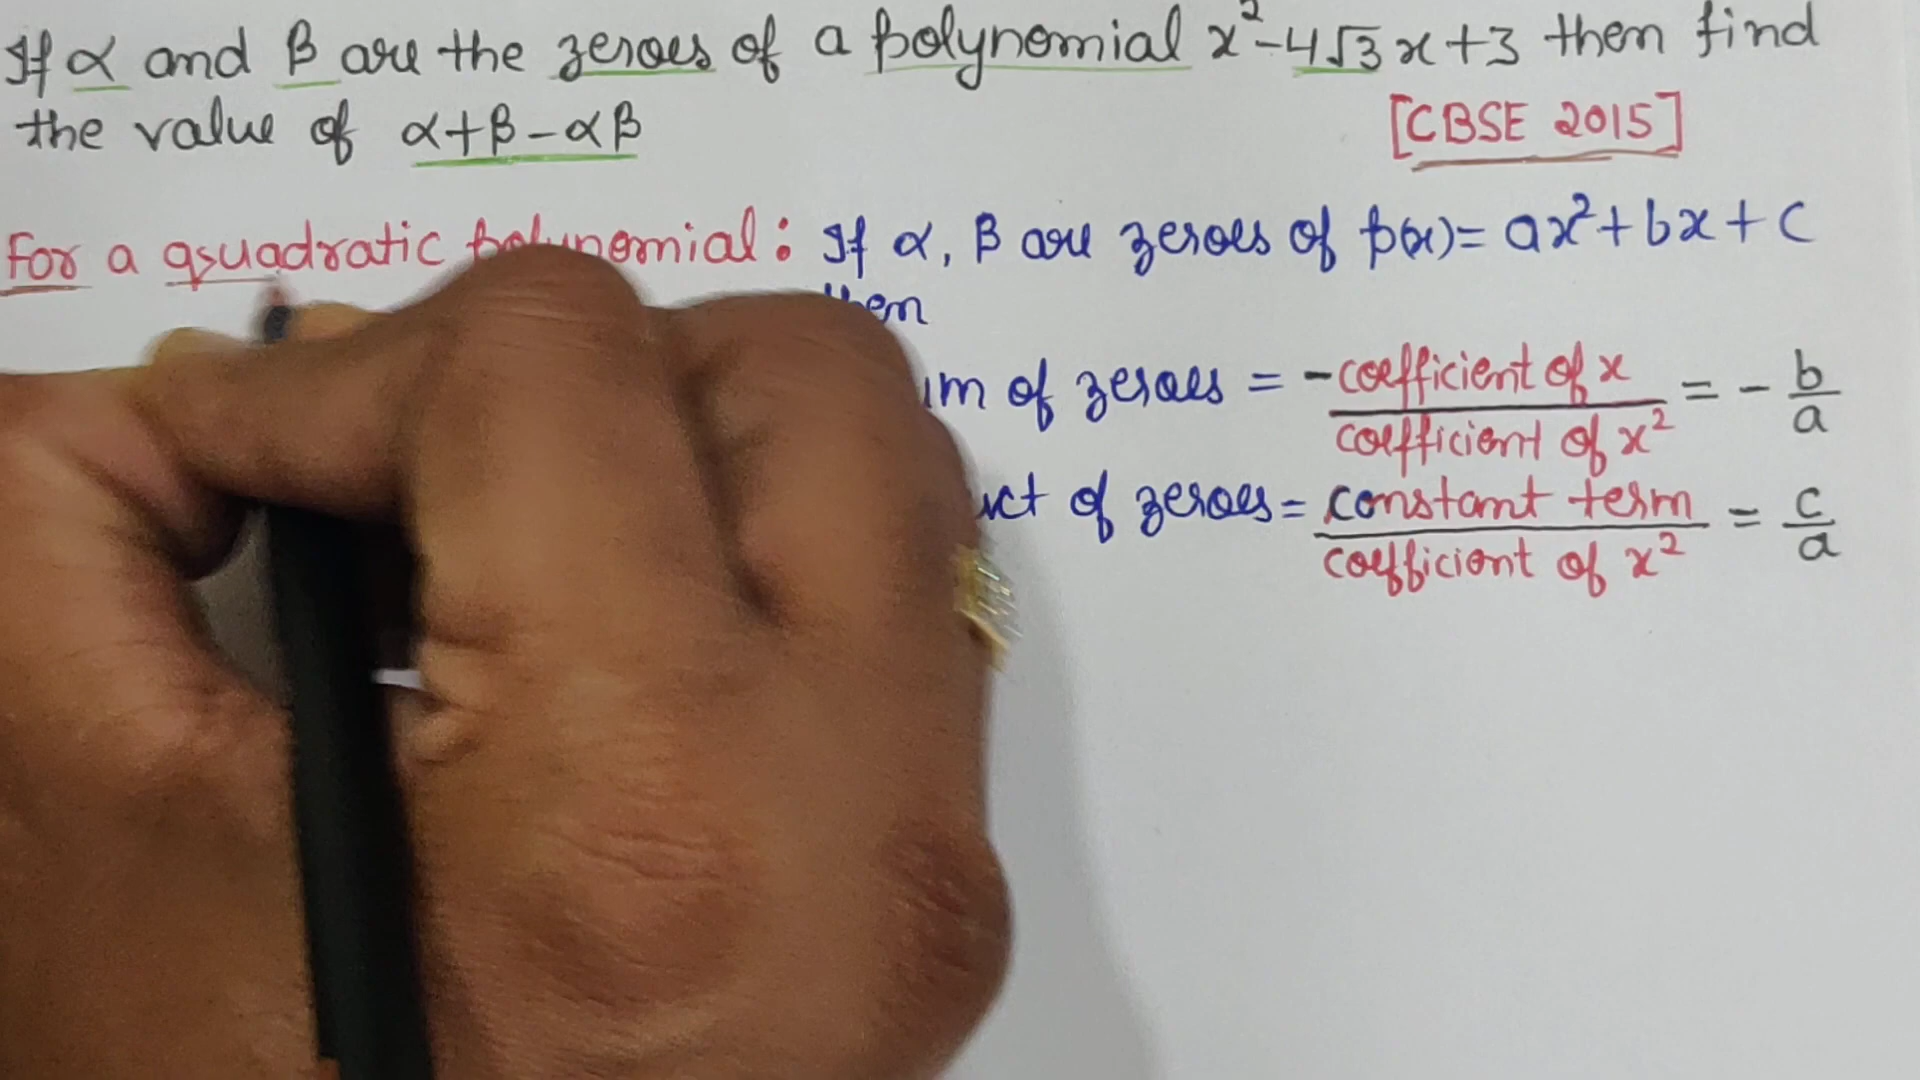 If α and β are the zeroes of a polynomial x²-4√3x+3 then find
the value of α+β-αβ [CBSE 2015]
For a quadratic polynomial: If α, β are zeroes of p(x)= ax²+bx+c
then
of zeroes = -coefficient of x / coefficient of x² = - b/a
of zeroes = constant term / coefficient of x² = c/a